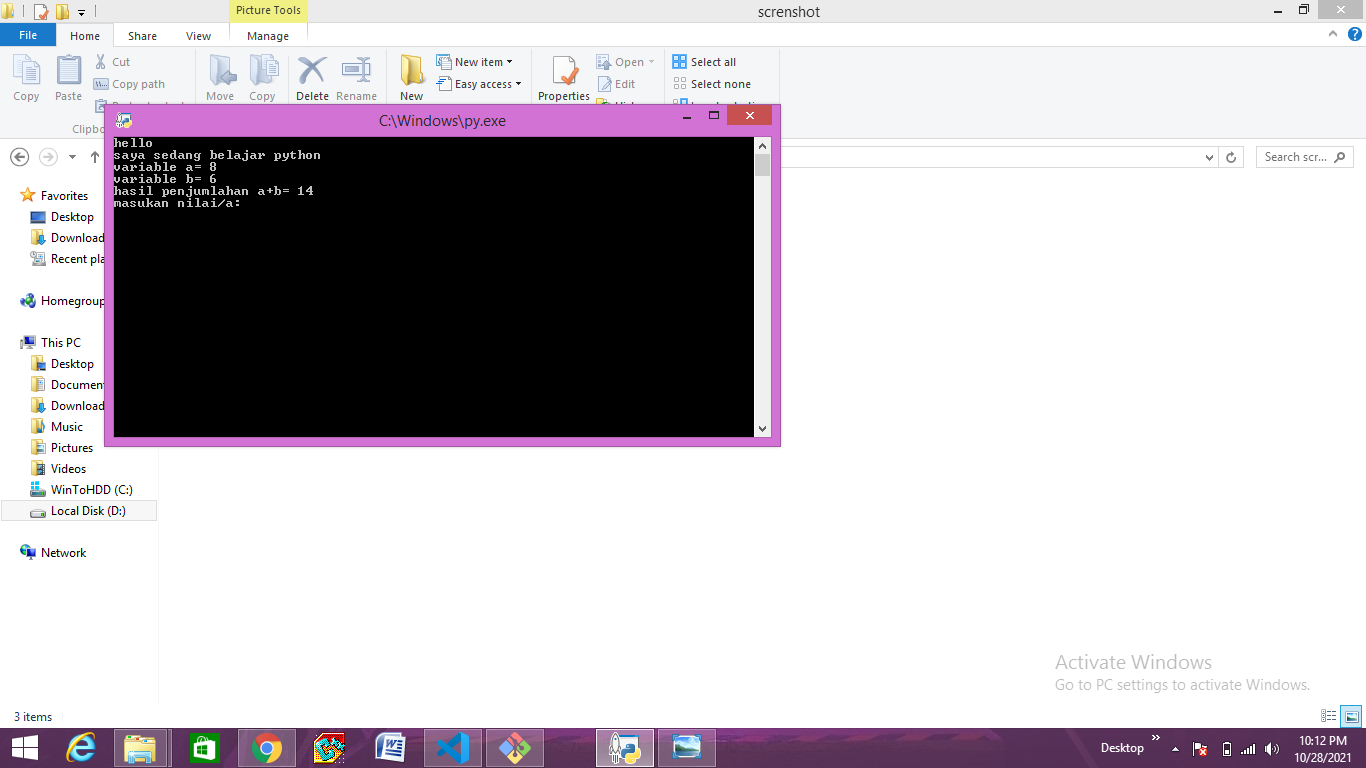 Picture Tools
screnshot
File
Home
Share
View
Manage
Copy
Paste
Cut
Copy path
Move
Copy
Delete
Rename
New
New item
Easy access
Properties
Open
Edit
Select all
Select none
C:\Windows\py.exe
hello
saya sedang belajar python
variable a= 8
variable b= 6
hasil penjumlahan a+b= 14
masukan nilai/a:
Search scr...
Favorites
Desktop
Download
Recent pla
Homegroup
This PC
Desktop
Document
Download
Music
Pictures
Videos
WinToHDD (C:)
Local Disk (D:)
Network
Activate Windows
Go to PC settings to activate Windows.
3 items
Desktop
10:12 PM
10/28/2021